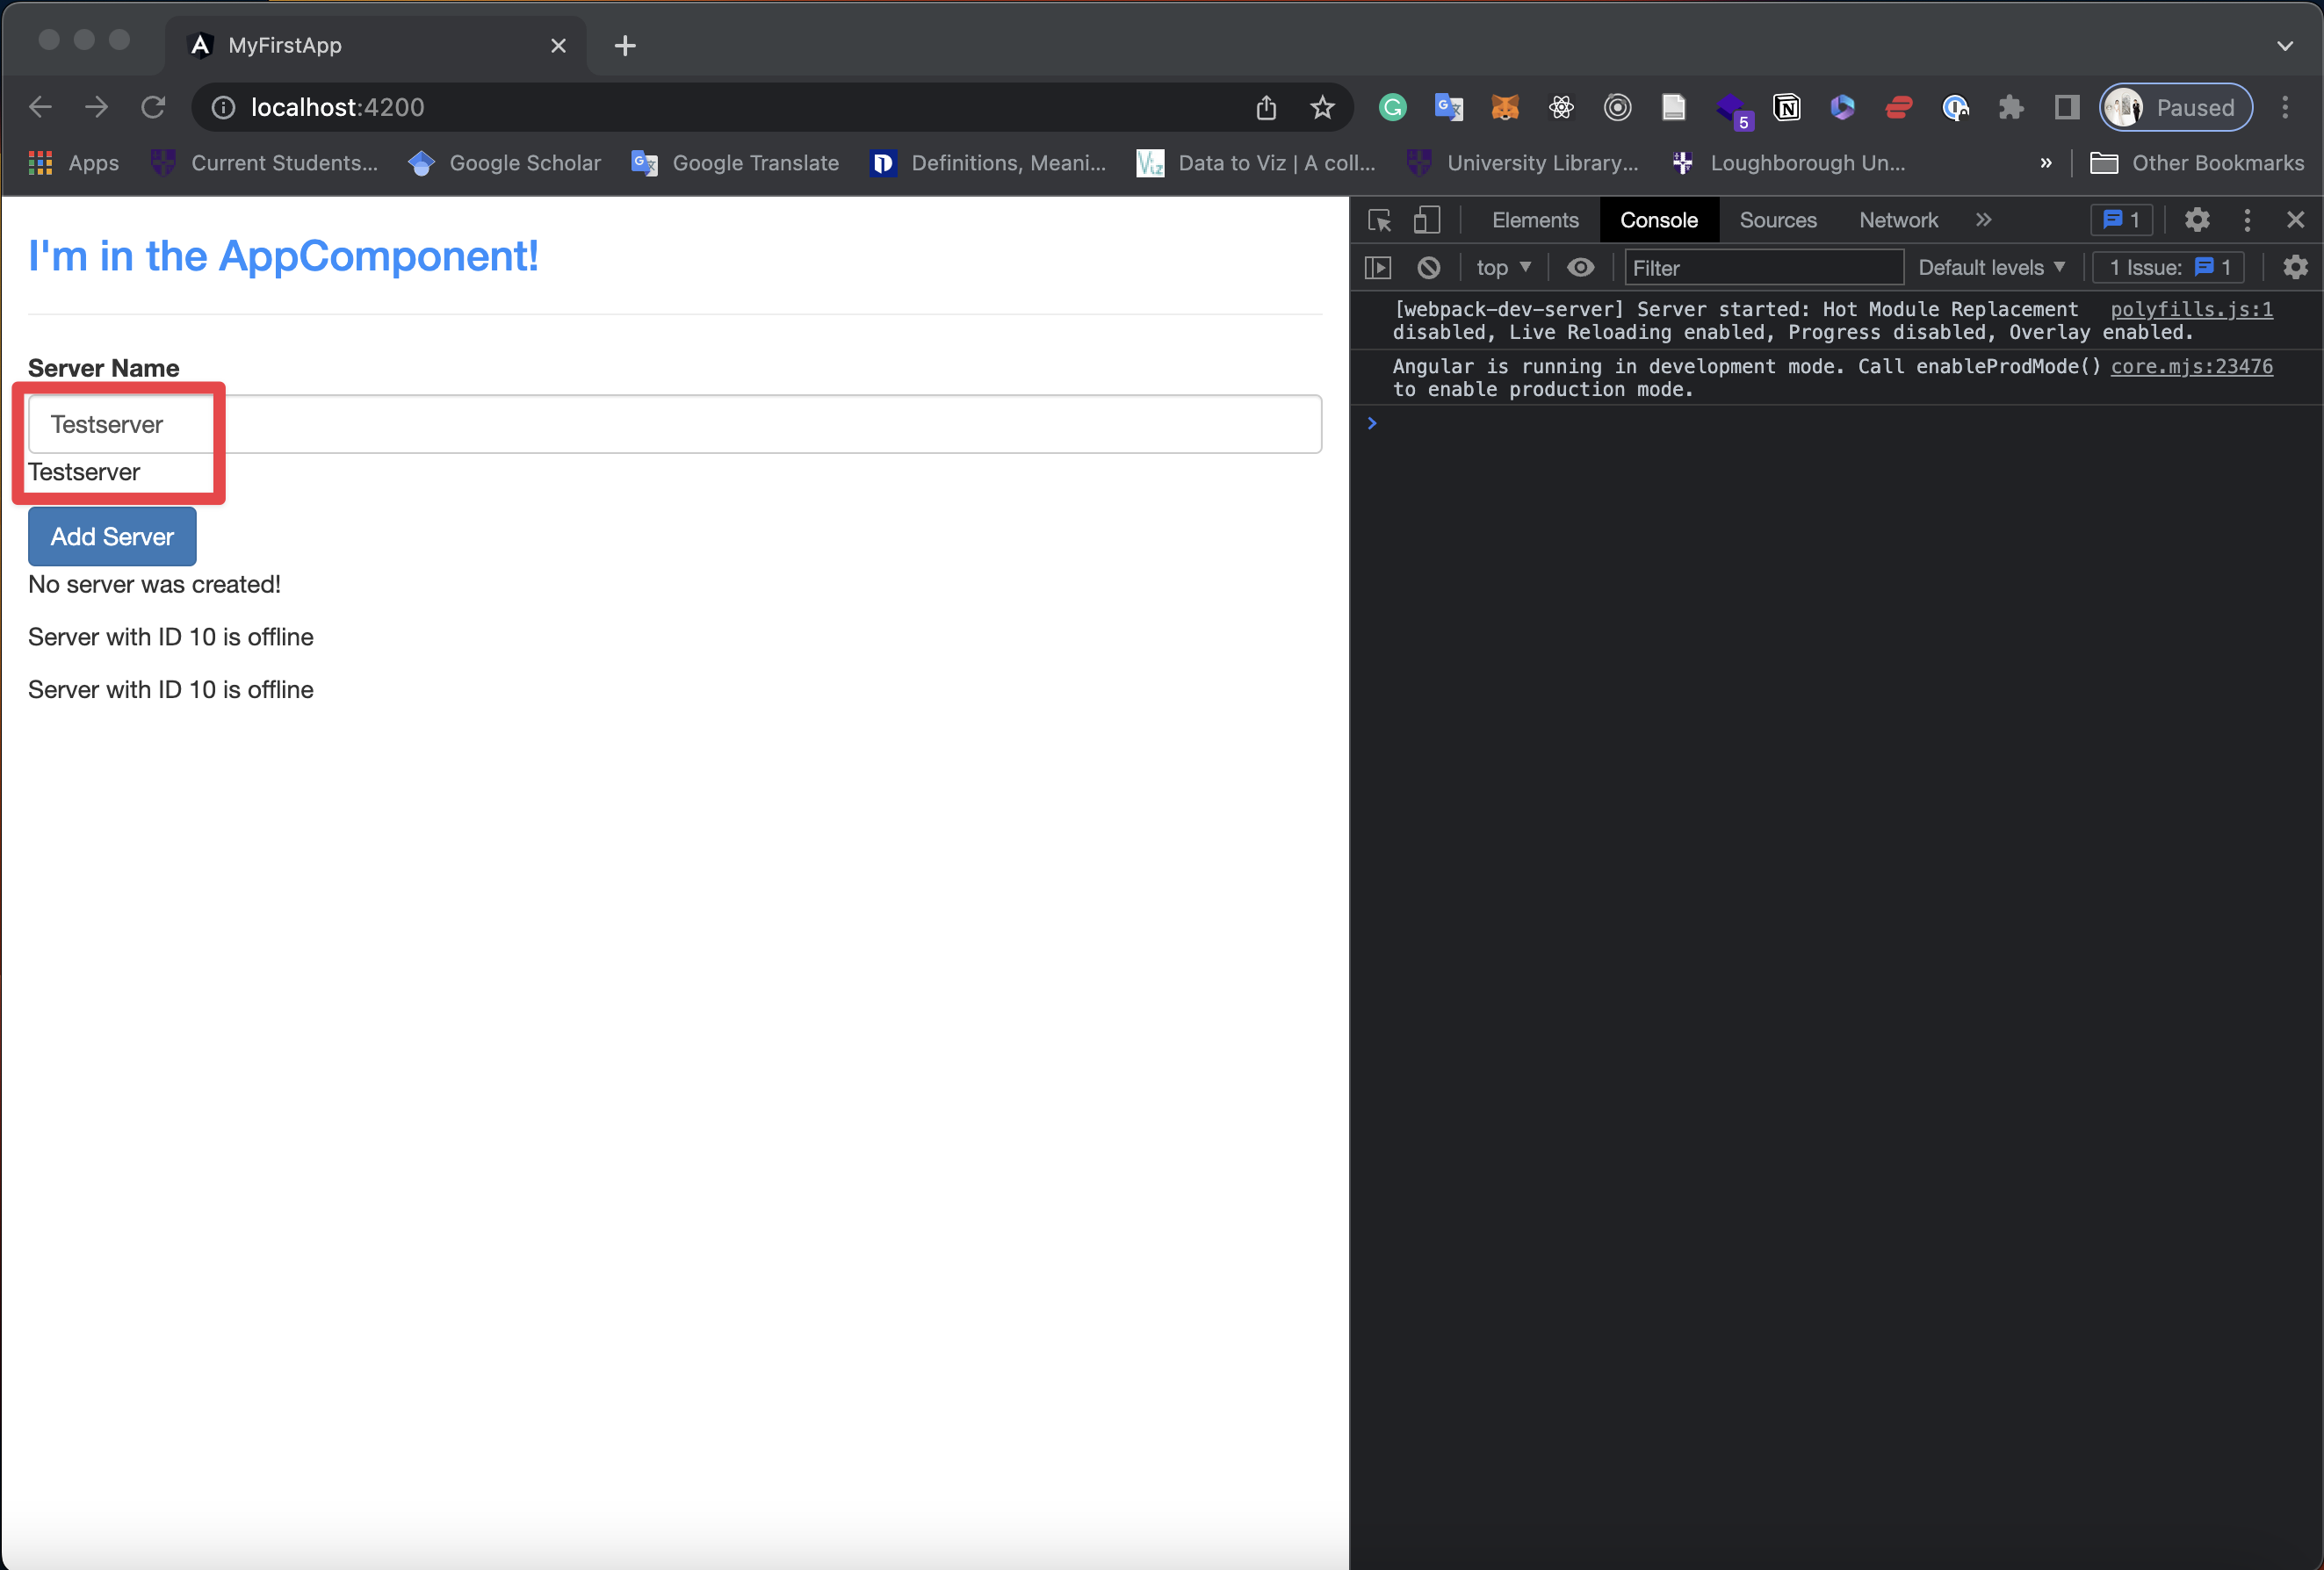 MyFirstApp
localhost:4200
5
Paused
Apps
Current Students...
Google Scholar
Google Translate
Definitions, Meani...
Viz
Data to Viz | A coll...
University Library...
Loughborough Un...
»
Other Bookmarks
I'm in the AppComponent!
Server Name
Testserver
Testserver
Add Server
No server was created!
Server with ID 10 is offline
Server with ID 10 is offline
Elements
Console
Sources
Network
»
1
top
Filter
Default levels
1 Issue:
1
[webpack-dev-server] Server started: Hot Module Replacement polyfills.js:1
disabled, Live Reloading enabled, Progress disabled, Overlay enabled.
Angular is running in development mode. Call enableProdMode() core.mjs:23476
to enable production mode.
>